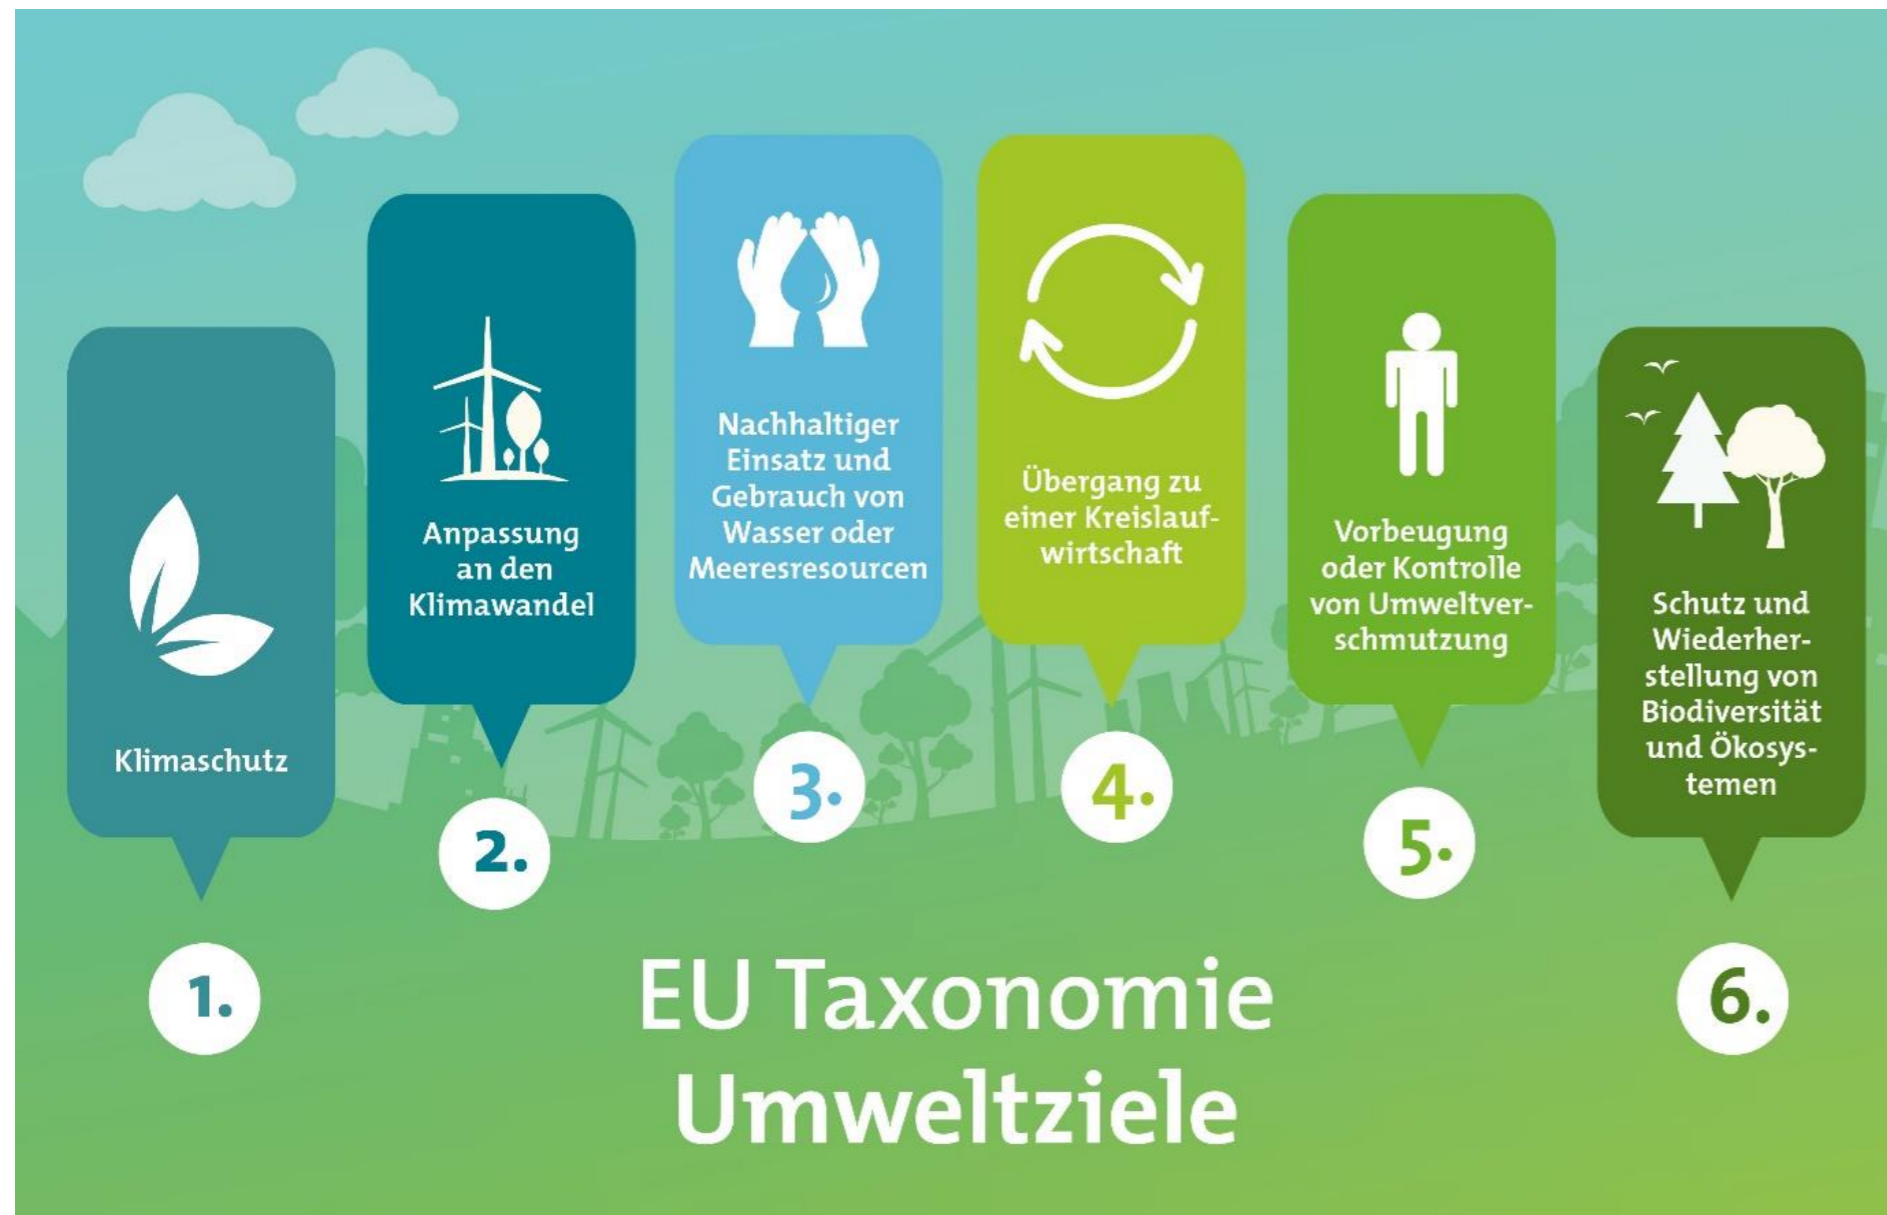 Klimaschutz
1.
Anpassung
an den
Klimawandel
2.
Nachhaltiger
Einsatz und
Gebrauch von
Wasser oder
Meeresresourcen
3.
Übergang zu
einer Kreislauf-
wirtschaft
4.
Vorbeugung
oder Kontrolle
von Umweltver-
schmutzung
5.
Schutz und
Wiederher-
stellung von
Biodiversität
und Ökosys-
temen
6.
EU Taxonomie
Umweltziele